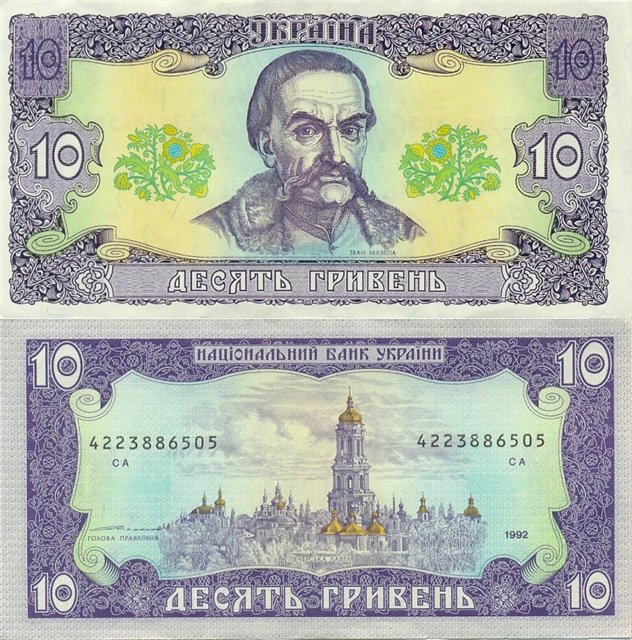 УКРАЇНА
10 10
10 10
ІВАН МАЗЕПА
ДЕСЯТЬ ГРИВЕНЬ
10 НАЦІОНАЛЬНИЙ БАНК УКРАЇНИ 10
4223886505 4223886505
СА СА
ГОЛОВА ПРАВЛІННЯ
1992
ПЕЧЕРСЬКА ЛАВРА
10 ДЕСЯТЬ ГРИВЕНЬ 10